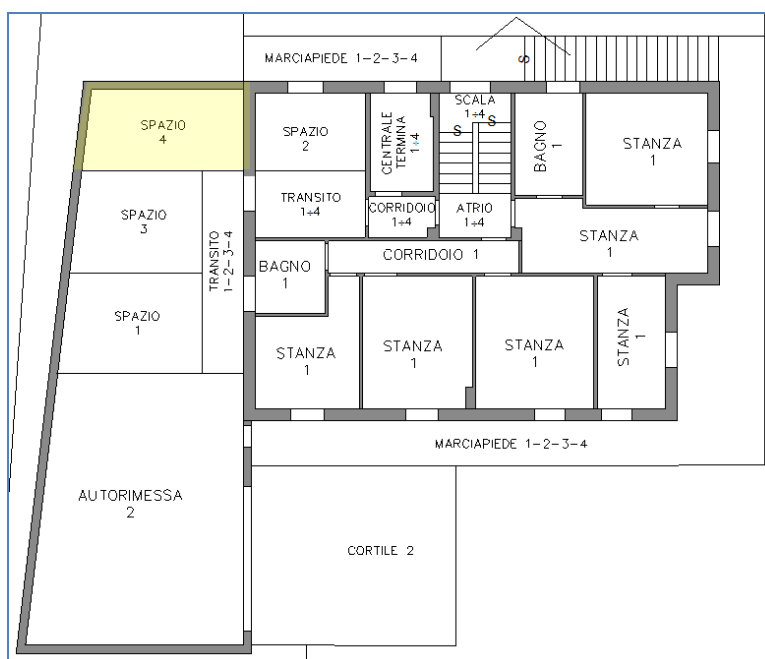 MARCIAPIEDE 1-2-3-4
S
SPAZIO
4
SPAZIO
2
CENTRALE
TERMINA
1÷4
SCALA
1÷4
S
S
BAGNO
1
STANZA
1
SPAZIO
3
TRANSITO
1-2-3-4
TRANSITO
1÷4
CORRIDOIO
1÷4
ATRIO
1÷4
STANZA
1
CORRIDOIO 1
BAGNO
1
SPAZIO
1
STANZA
1
STANZA
1
STANZA
1
STANZA
1
MARCIAPIEDE 1-2-3-4
AUTORIMESSA
2
CORTILE 2